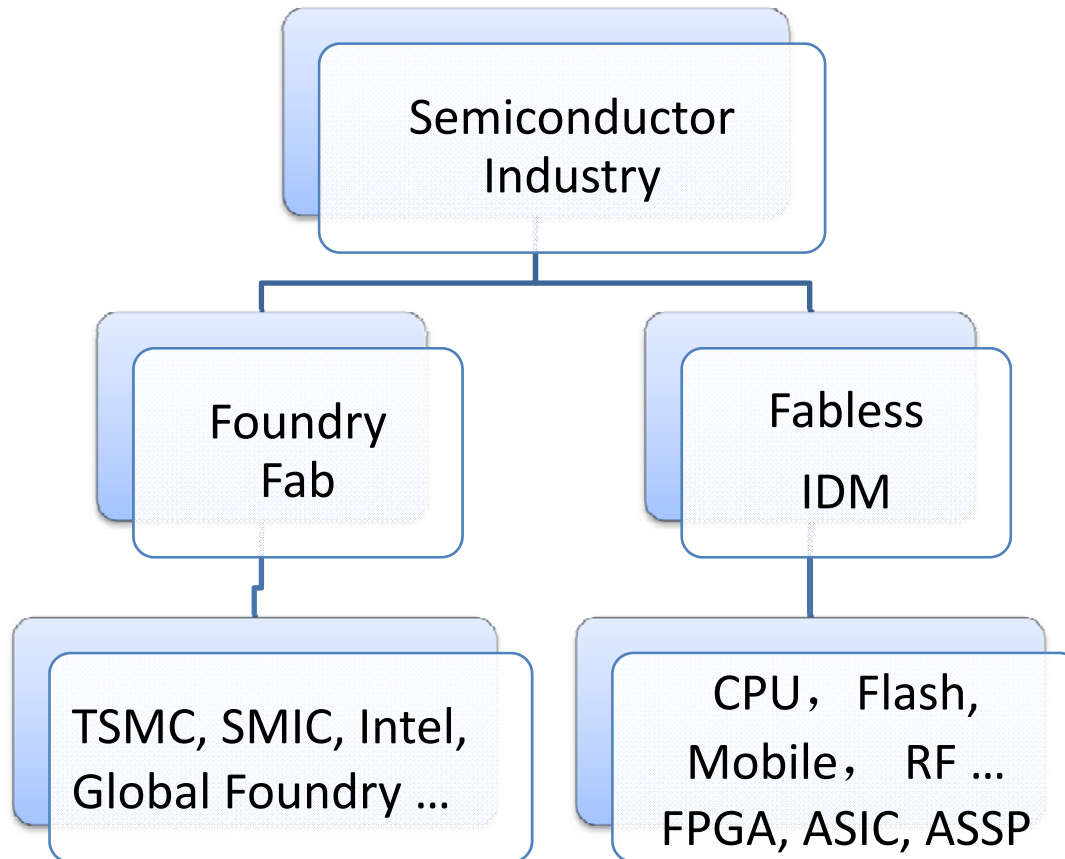 Semiconductor
Industry
Foundry
Fab
Fabless
IDM
TSMC, SMIC, Intel,
Global Foundry ...
CPU， Flash,
Mobile， RF ...
FPGA, ASIC, ASSP